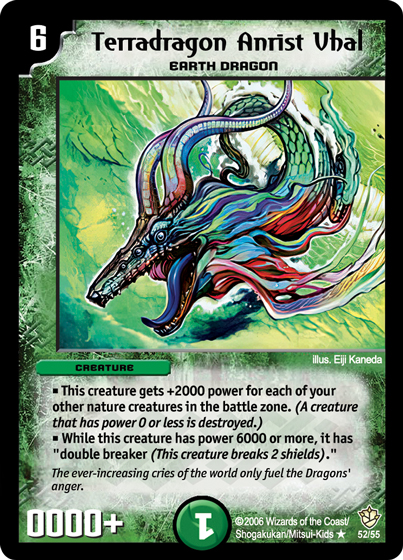 6
Terradragon Anrist Vhal
EARTH DRAGON
illus. Eiji Kaneda
CREATURE
▪ This creature gets +2000 power for each of your
other nature creatures in the battle zone. (A creature
that has power 0 or less is destroyed.)
▪ While this creature has power 6000 or more, it has
"double breaker (This creature breaks 2 shields)."
The ever-increasing cries of the world only fuel the Dragons'
anger.
0000+
1
©2006 Wizards of the Coast/
Shogakukan/Mitsui-Kids ★ 52/55